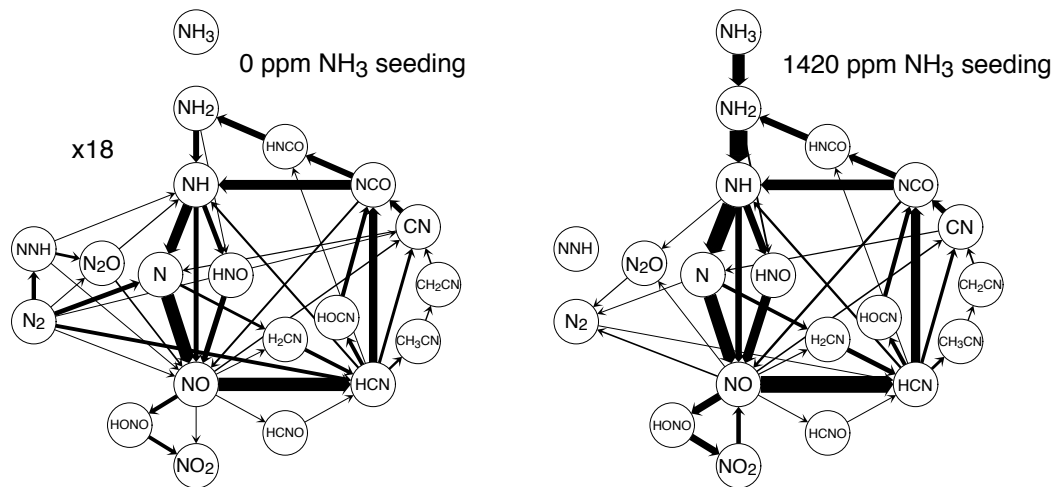 NH₃
0 ppm NH₃ seeding
NH₂
x18
HNCO
NH
NCO
CN
NNH
N₂O
N
HNO
CH₂CN
N₂
HOCN
H₂CN
CH₃CN
NO
HCN
HONO
HCNO
NO₂
NH₃
1420 ppm NH₃ seeding
NH₂
HNCO
NH
NCO
CN
NNH
N₂O
N
HNO
CH₂CN
N₂
HOCN
H₂CN
CH₃CN
NO
HCN
HONO
HCNO
NO₂